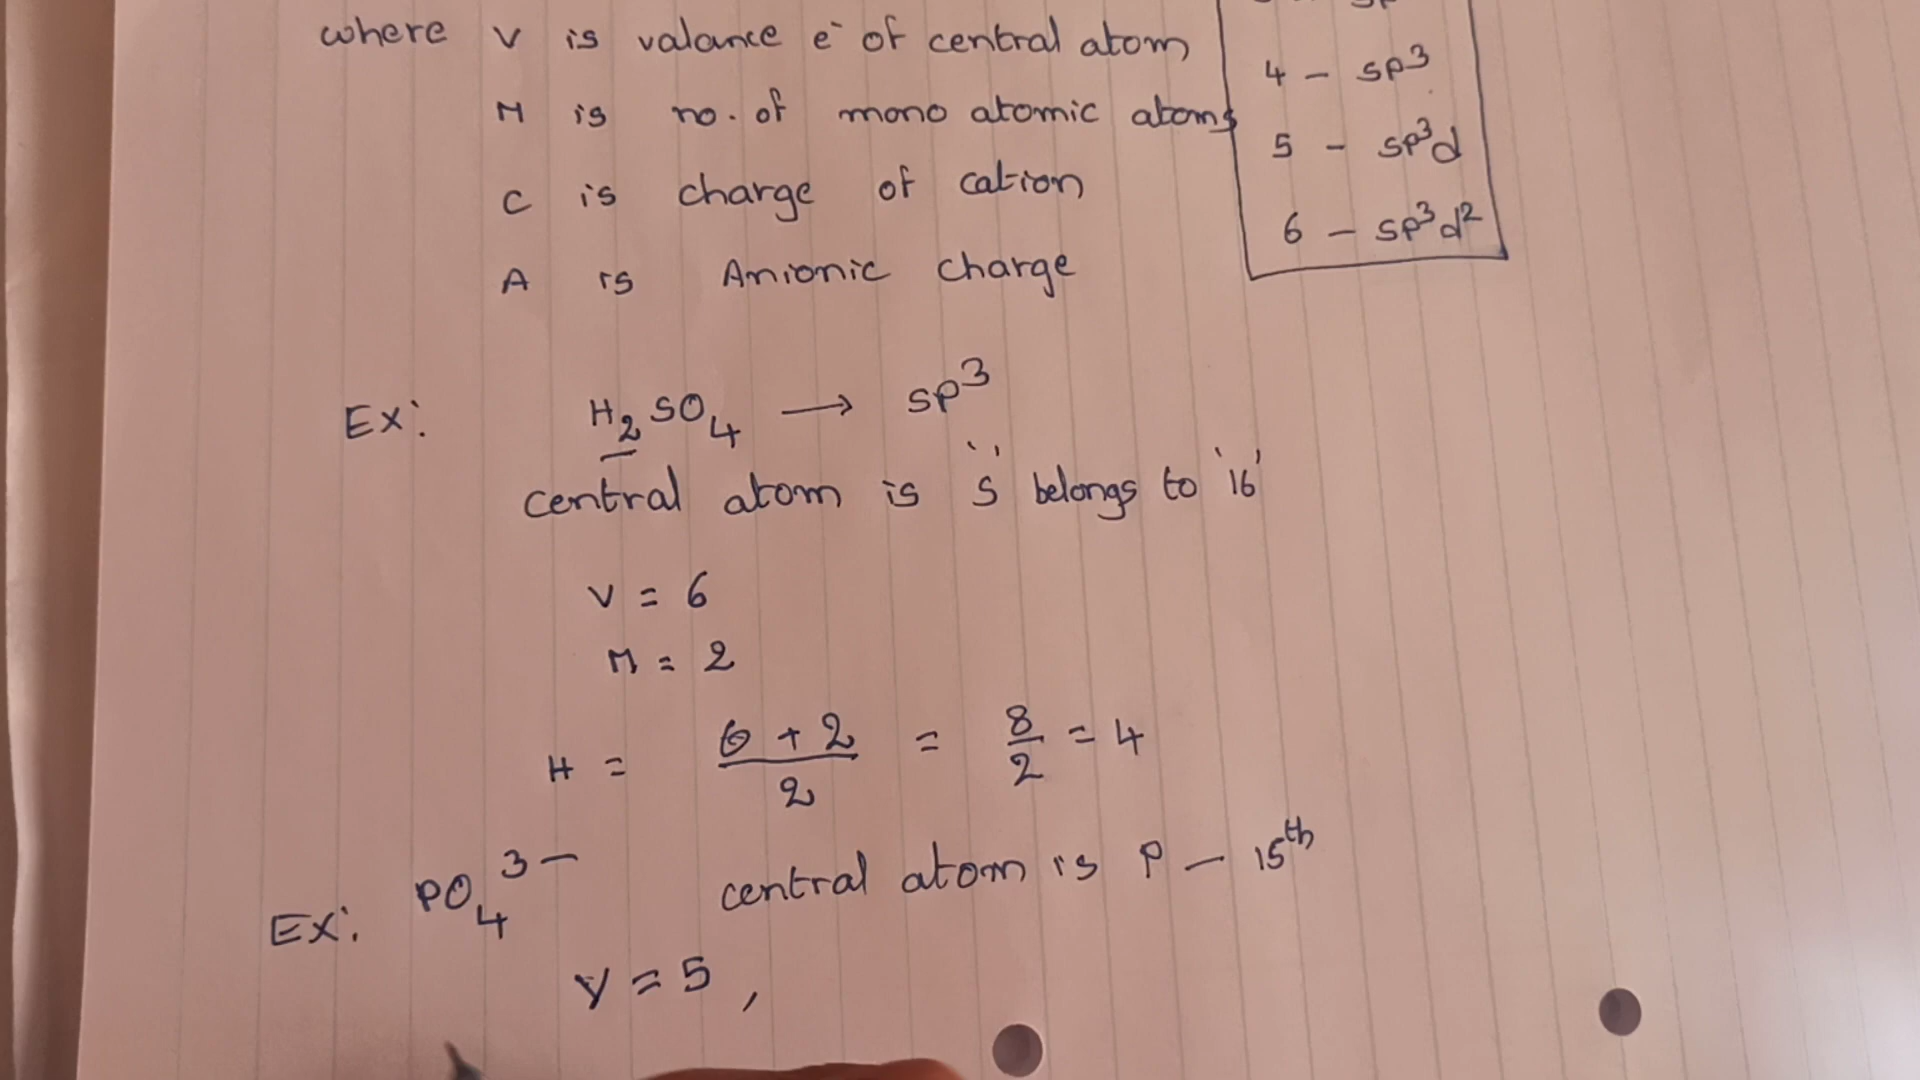 where V is valance e⁻ of central atom
M is no. of mono atomic atoms
C is charge of cation
A is Anionic charge
4 - sp³
5 - sp³d
6 - sp³d²
Ex: H₂SO₄ → sp³
central atom is 'S' belongs to '16'
V = 6
M = 2
H = (6 + 2)/2 = 8/2 = 4
Ex: PO₄³⁻ central atom is P - 15th
V = 5,